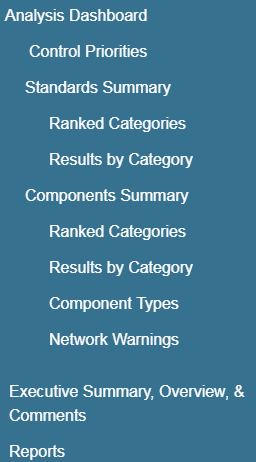 Analysis Dashboard
Control Priorities
Standards Summary
Ranked Categories
Results by Category
Components Summary
Ranked Categories
Results by Category
Component Types
Network Warnings
Executive Summary, Overview, &
Comments
Reports